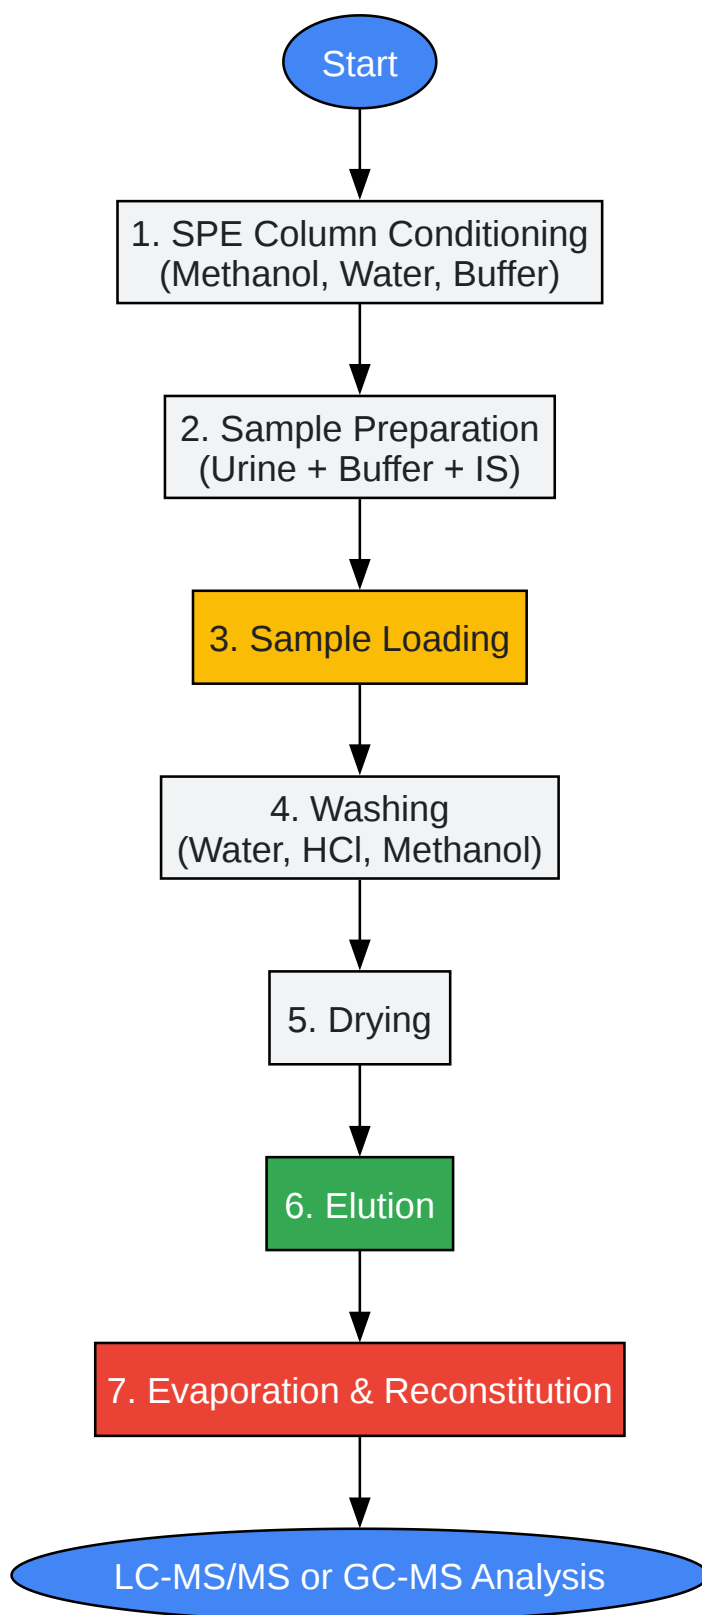 Start
1. SPE Column Conditioning
(Methanol, Water, Buffer)
2. Sample Preparation
(Urine + Buffer + IS)
3. Sample Loading
4. Washing
(Water, HCl, Methanol)
5. Drying
6. Elution
7. Evaporation & Reconstitution
LC-MS/MS or GC-MS Analysis